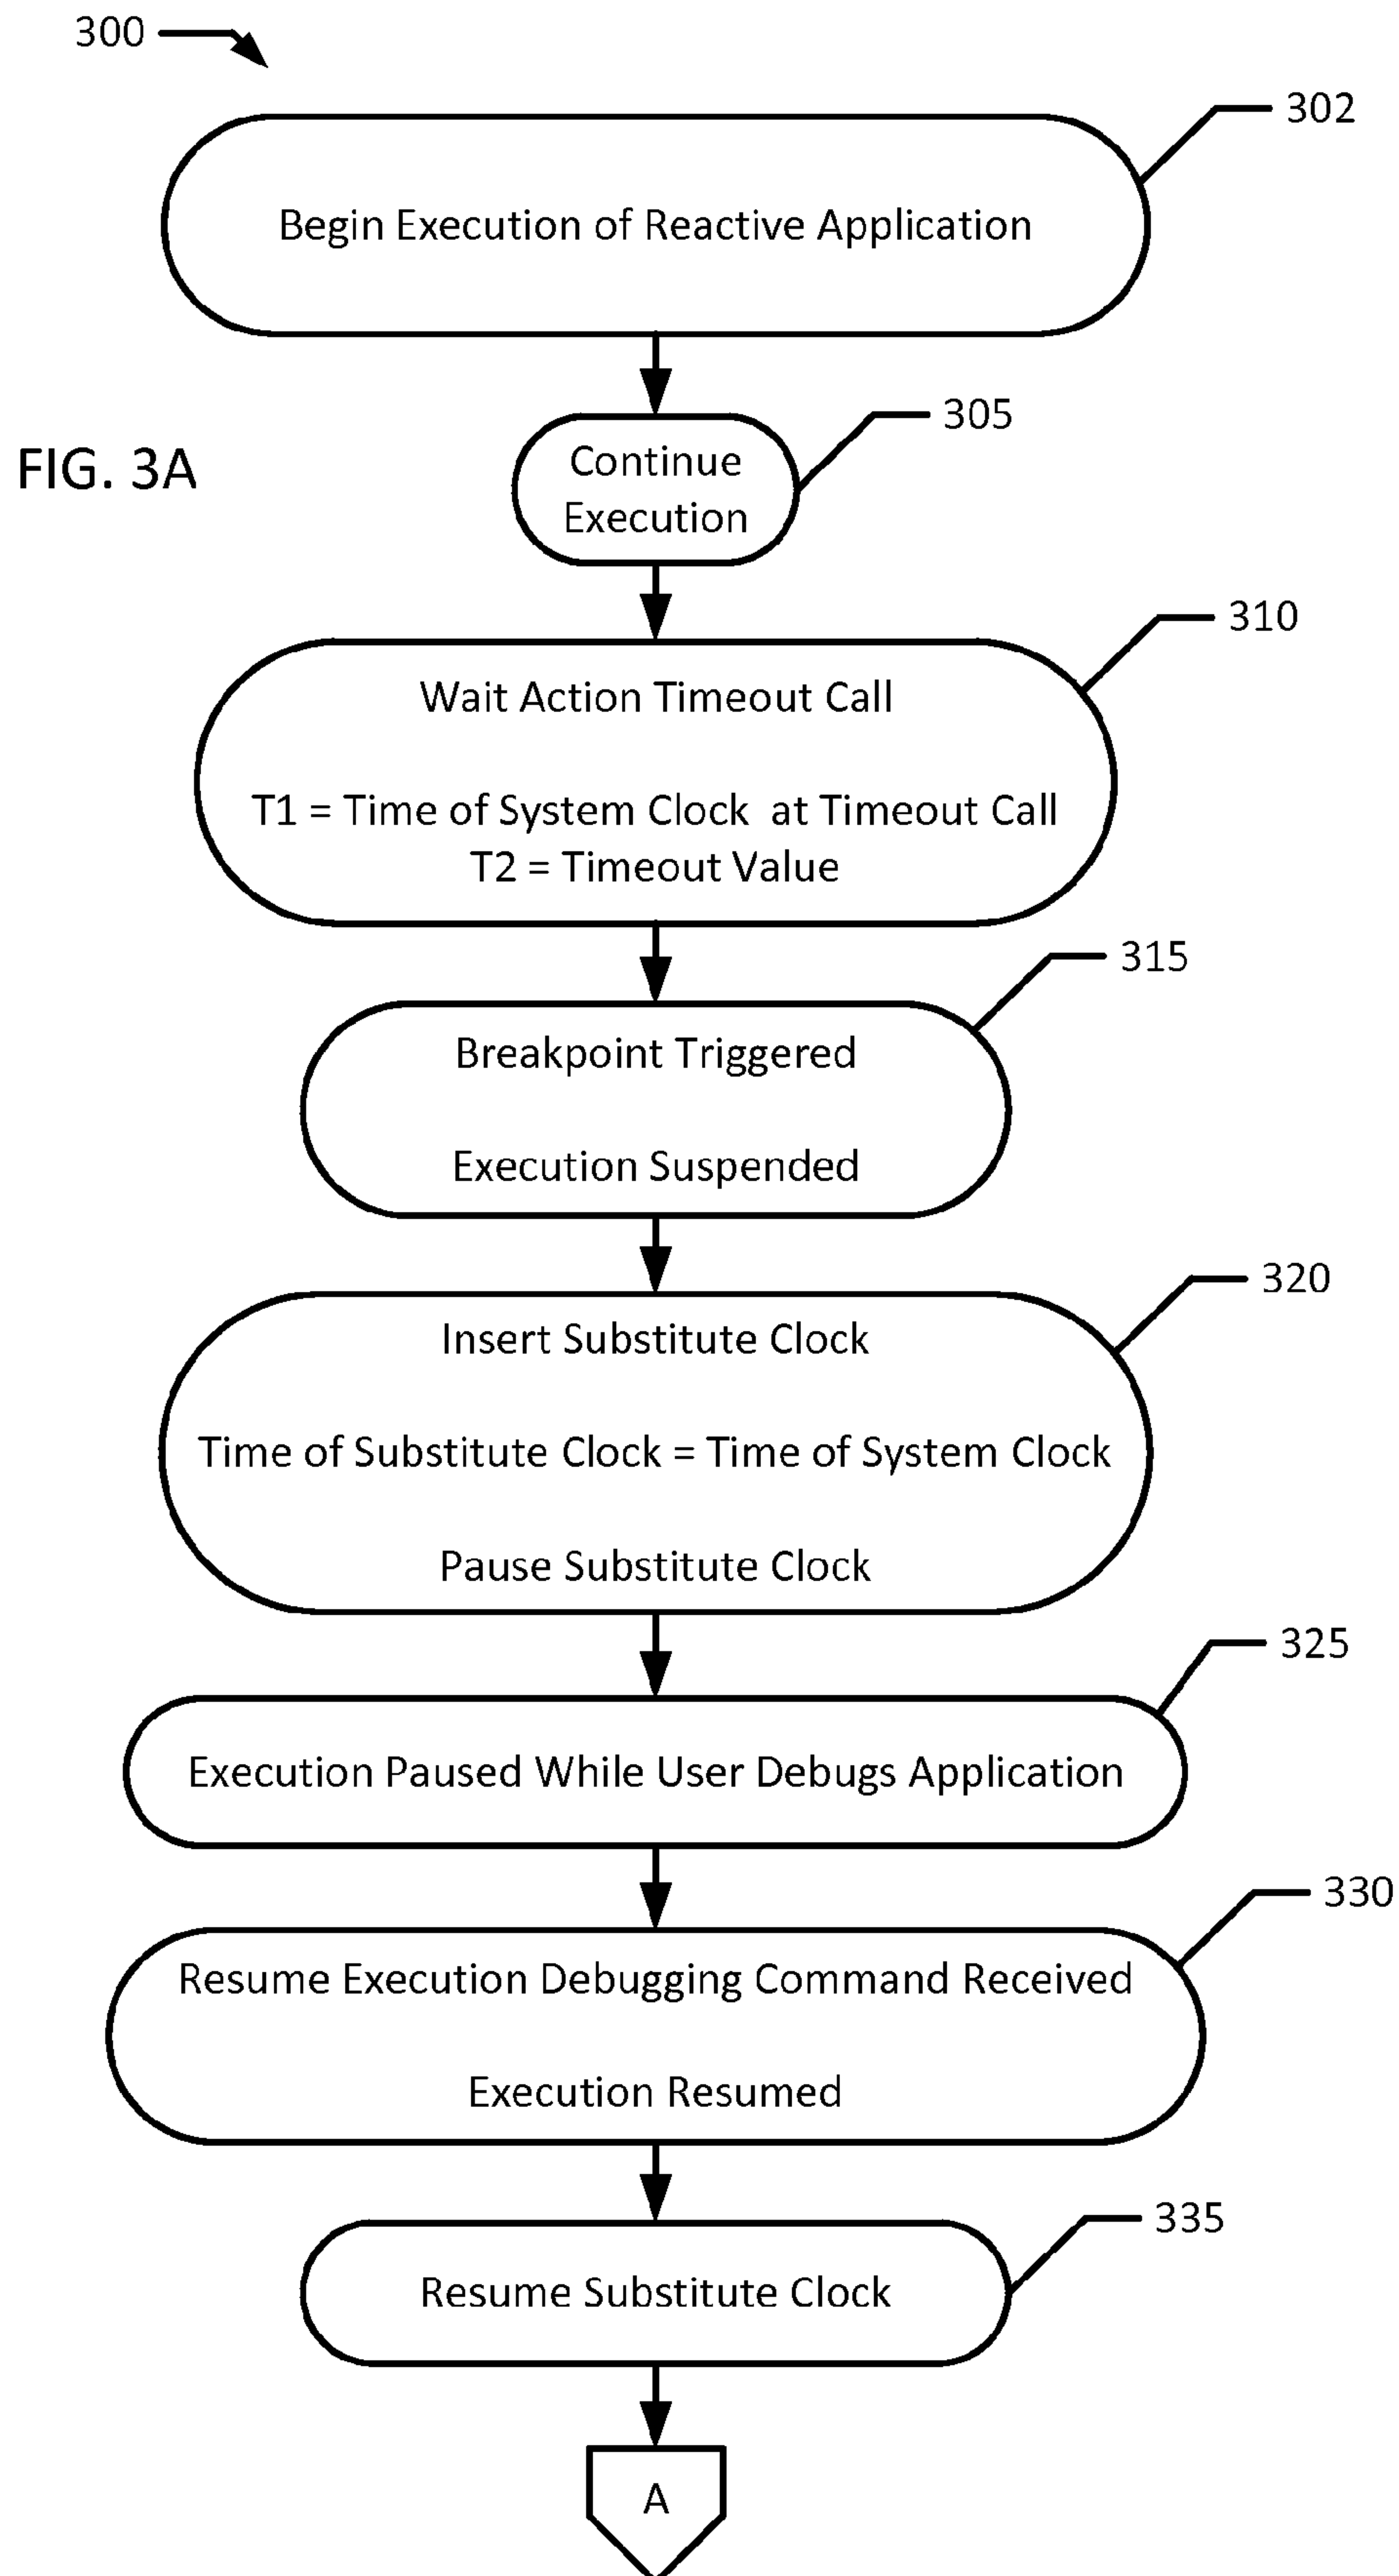 300
302
Begin Execution of Reactive Application
305
FIG. 3A
Continue
Execution
310
Wait Action Timeout Call
T1 = Time of System Clock at Timeout Call
T2 = Timeout Value
315
Breakpoint Triggered
Execution Suspended
320
Insert Substitute Clock
Time of Substitute Clock = Time of System Clock
Pause Substitute Clock
325
Execution Paused While User Debugs Application
330
Resume Execution Debugging Command Received
Execution Resumed
335
Resume Substitute Clock
A